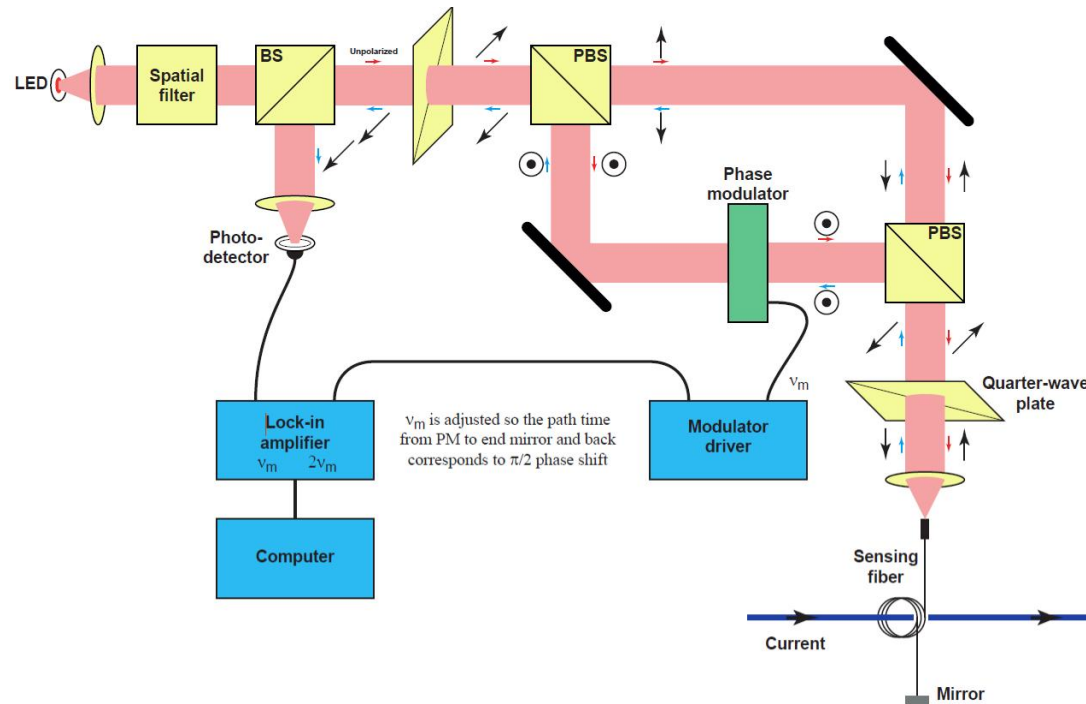 LED
Spatial
filter
BS
Unpolarized
PBS
Photo-
detector
Phase
modulator
PBS
Quarter-wave
plate
νm
Lock-in
amplifier
νm 2νm
νm is adjusted so the path time
from PM to end mirror and back
corresponds to π/2 phase shift
Modulator
driver
Computer
Sensing
fiber
Current
Mirror